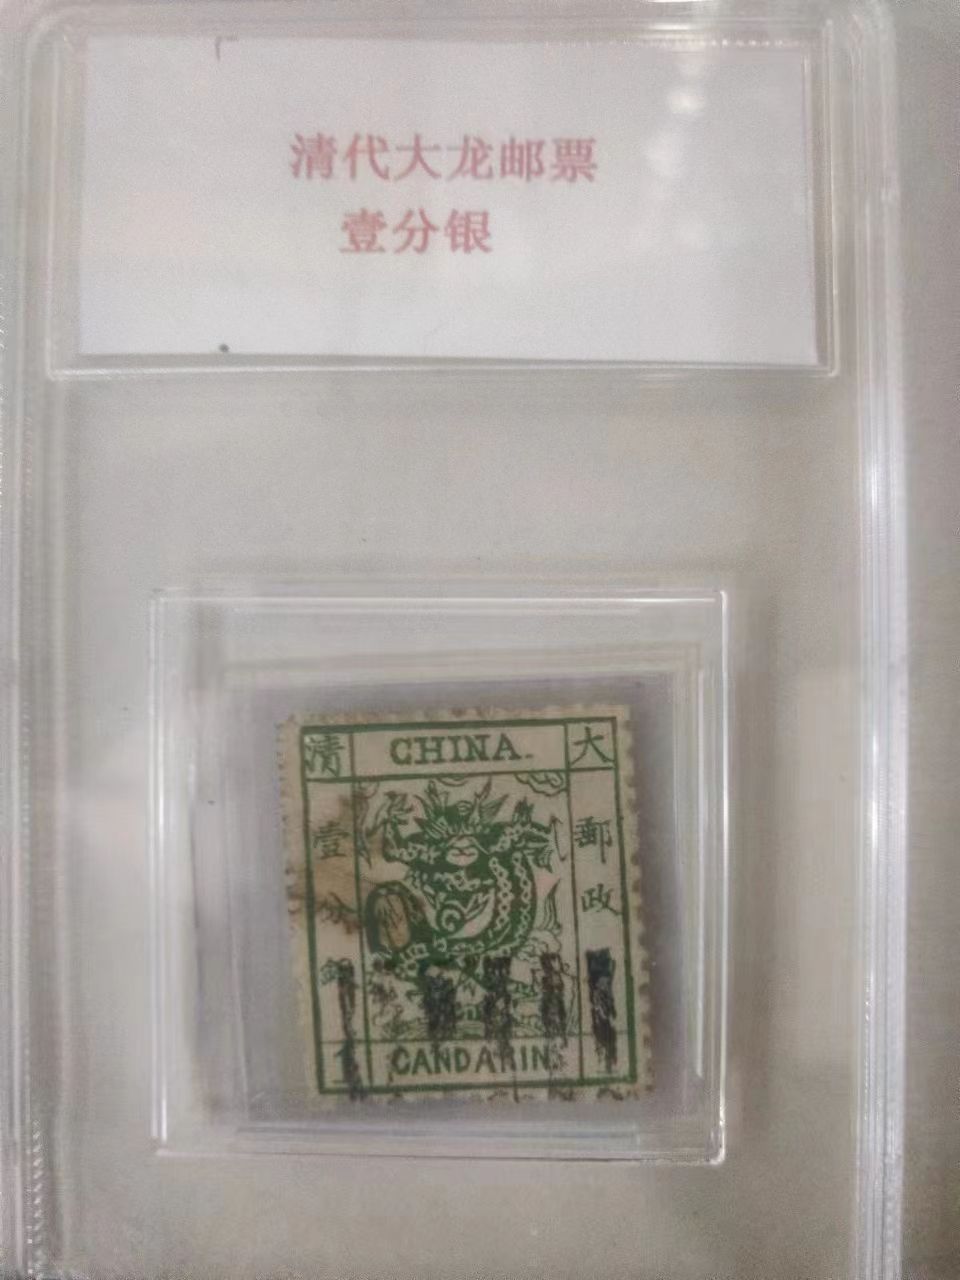 清代大龙邮票
壹分银
清 CHINA. 大
壹分銀
郵政
1 CANDARIN.